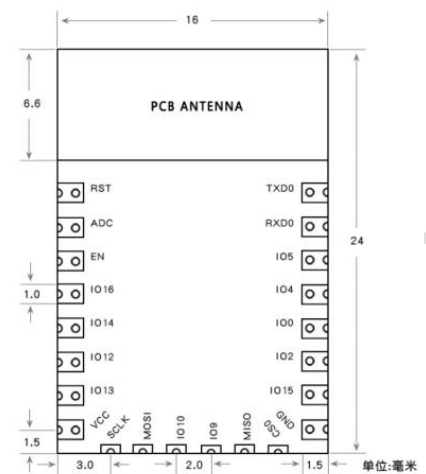 16
6.6
PCB ANTENNA
RST
TXD0
ADC
RXD0
24
EN
IO5
1.0
IO16
IO4
IO14
IO0
IO12
IO2
IO13
IO15
1.5
VCC
SCLK
MOSI
IO10
IO9
MISO
CS0
GND
3.0
2.0
1.5
单位:毫米